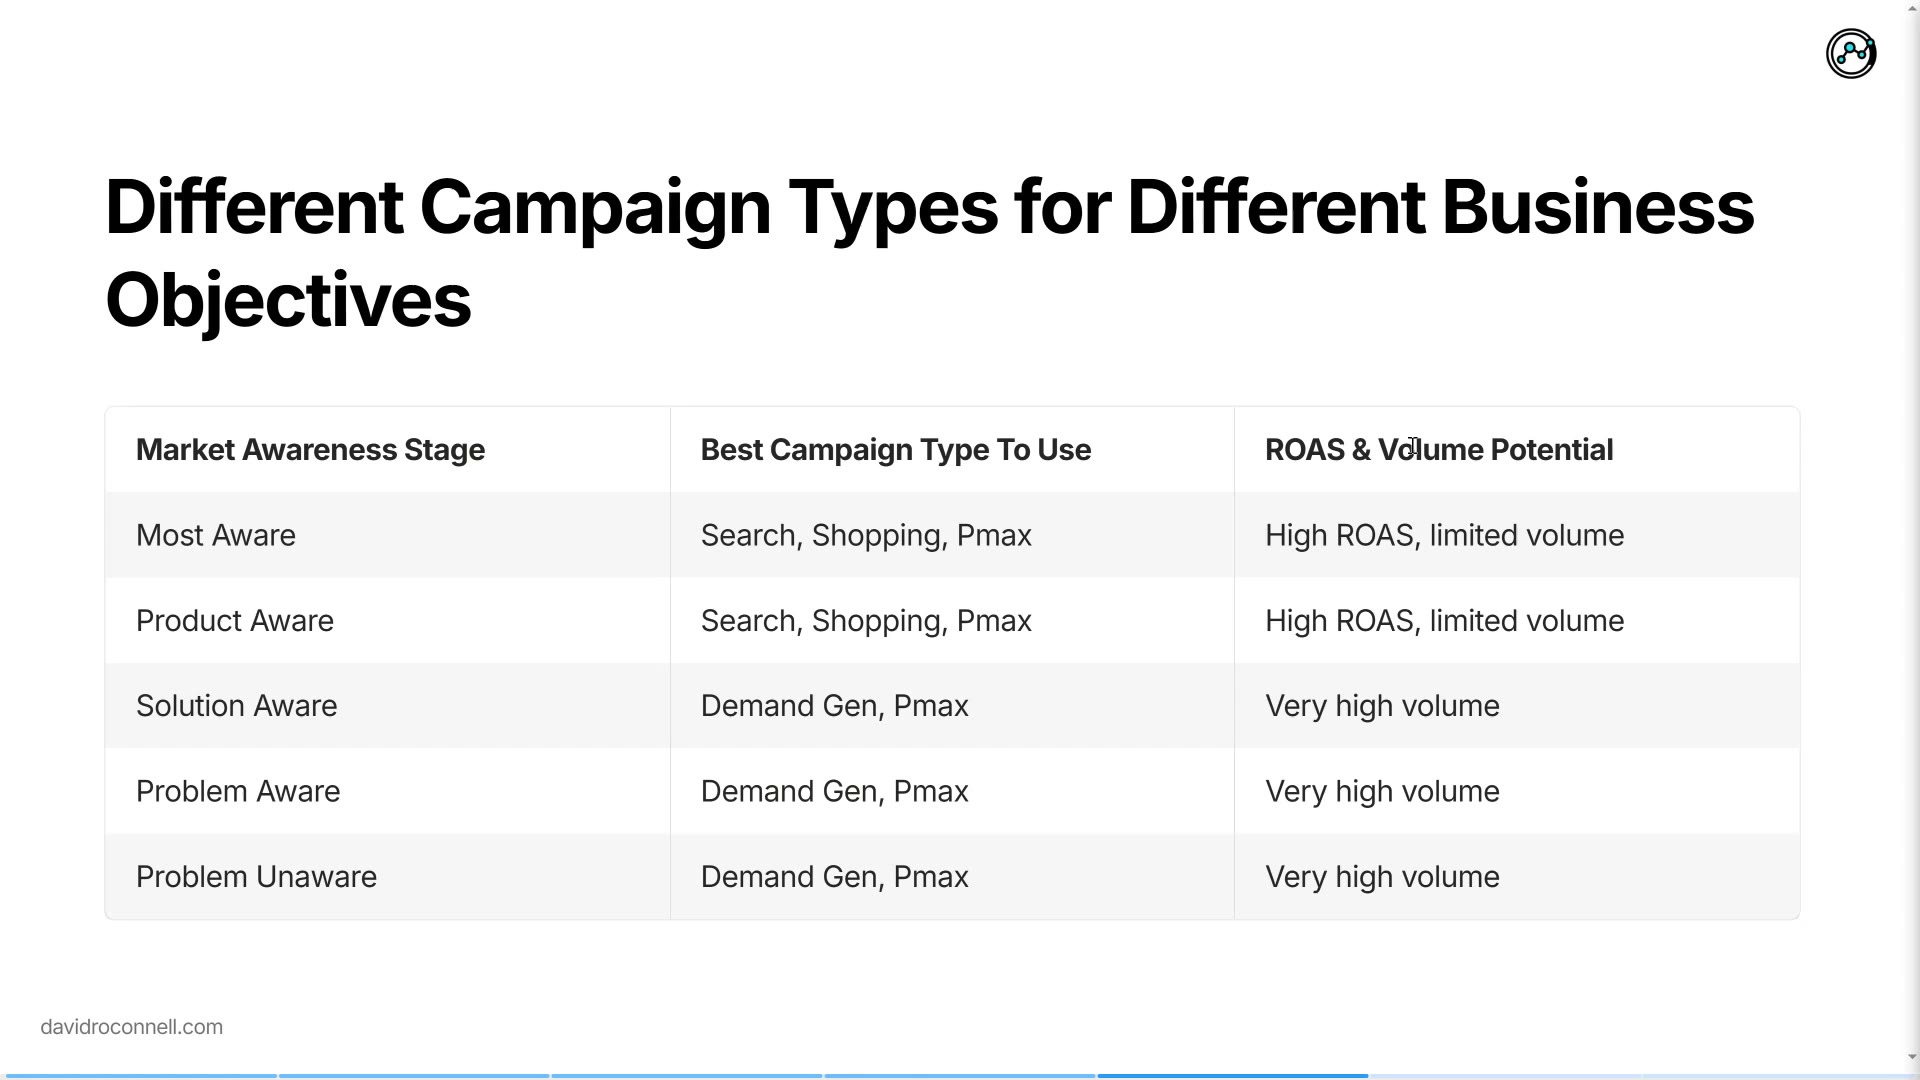 Different Campaign Types for Different Business
Objectives
Market Awareness Stage
Best Campaign Type To Use
ROAS & Volume Potential
Most Aware
Search, Shopping, Pmax
High ROAS, limited volume
Product Aware
Search, Shopping, Pmax
High ROAS, limited volume
Solution Aware
Demand Gen, Pmax
Very high volume
Problem Aware
Demand Gen, Pmax
Very high volume
Problem Unaware
Demand Gen, Pmax
Very high volume
davidroconnell.com